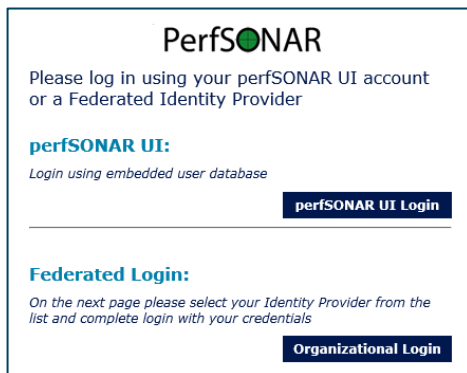 PerfSONAR
Please log in using your perfSONAR UI account
or a Federated Identity Provider
perfSONAR UI:
Login using embedded user database
perfSONAR UI Login
Federated Login:
On the next page please select your Identity Provider from the
list and complete login with your credentials
Organizational Login